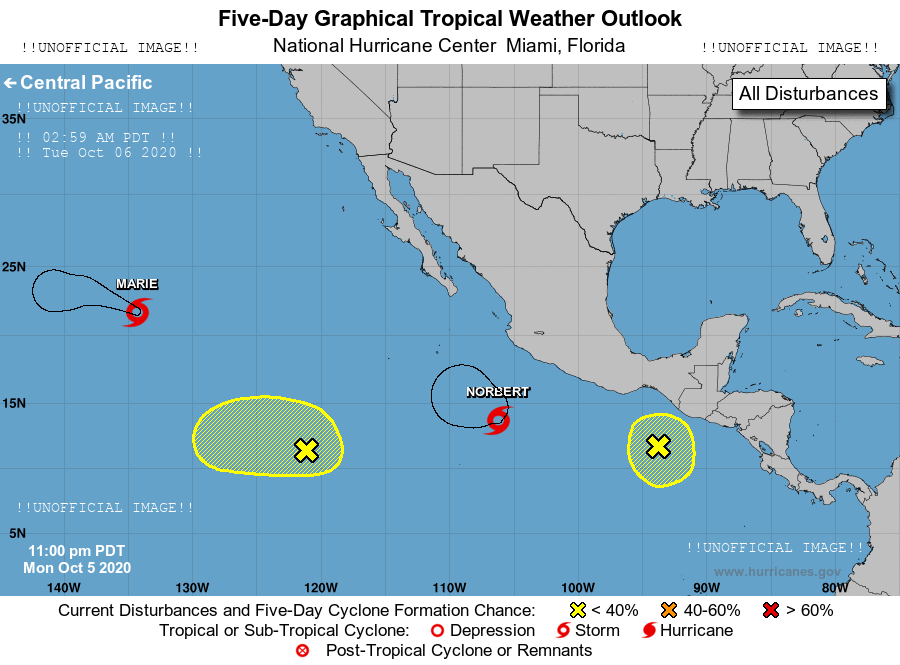 Five-Day Graphical Tropical Weather Outlook
!!UNOFFICIAL IMAGE!! National Hurricane Center Miami, Florida !!UNOFFICIAL IMAGE!!
← Central Pacific
All Disturbances
!!UNOFFICIAL IMAGE!!
35N
!! 02:59 AM PDT !!
!! Tue Oct 06 2020 !!
25N
MARIE
NORBERT
15N
!!UNOFFICIAL IMAGE!!
5N
11:00 pm PDT
Mon Oct 5 2020
!!UNOFFICIAL IMAGE!!
www.hurricanes.gov
140W 130W 120W 110W 100W 90W 80W
Current Disturbances and Five-Day Cyclone Formation Chance: < 40% 40-60% > 60%
Tropical or Sub-Tropical Cyclone: Depression Storm Hurricane
Post-Tropical Cyclone or Remnants